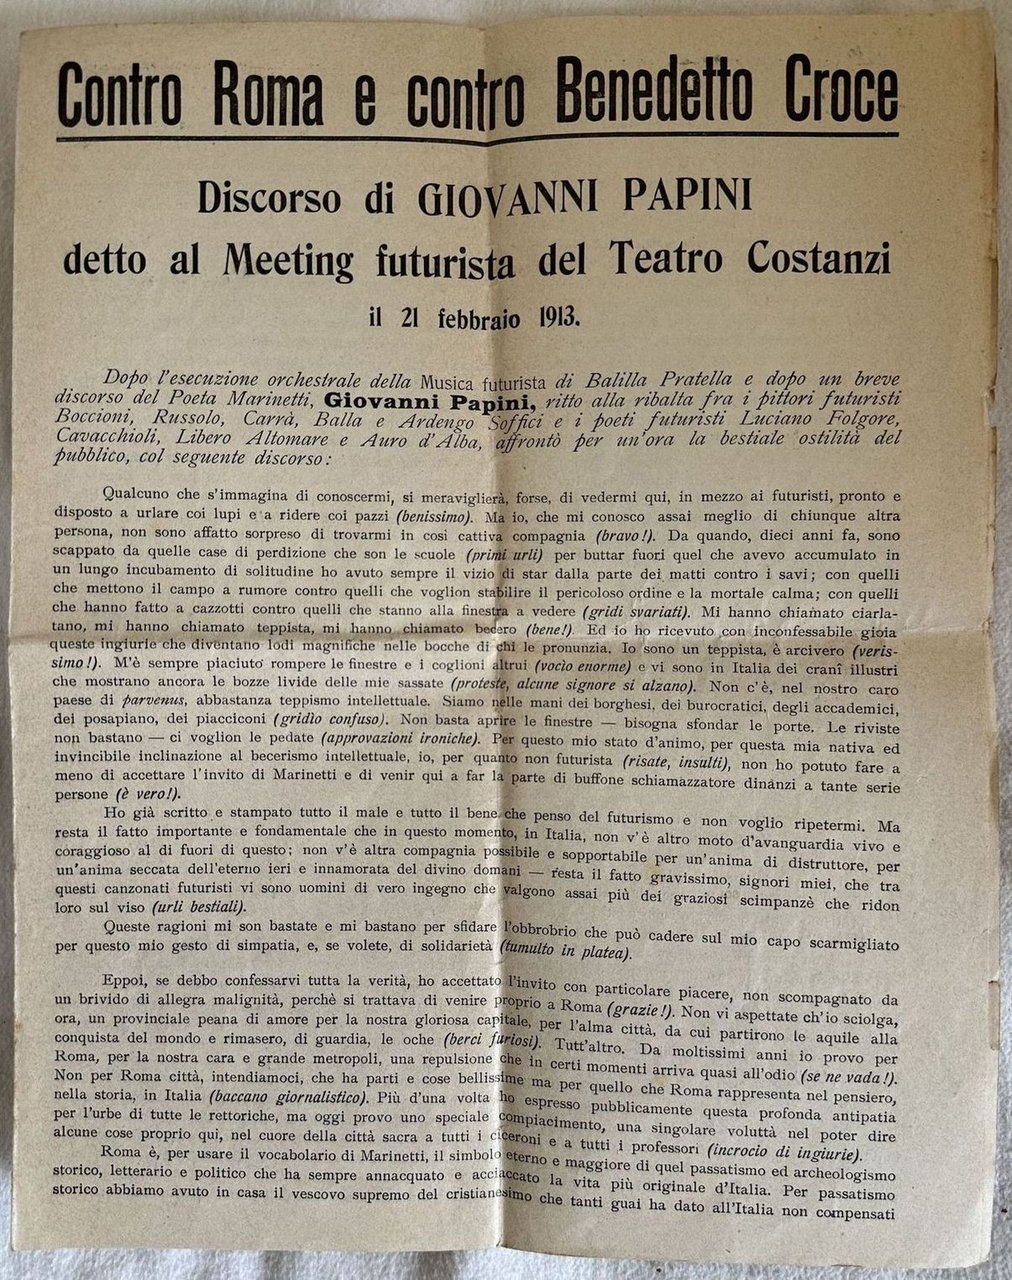 Contro Roma e contro Benedetto Croce
Discorso di GIOVANNI PAPINI
detto al Meeting futurista del Teatro Costanzi
il 21 febbraio 1913.
Dopo l'esecuzione orchestrale della Musica futurista di Balilla Pratella e dopo un breve
discorso del Poeta Marinetti, Giovanni Papini, ritto alla ribalta fra i pittori futuristi
Boccioni, Russolo, Carrà, Balla e Ardengo Soffici e i poeti futuristi Luciano Folgore,
Cavacchioli, Libero Altomare e Auro d'Alba, affrontò per un'ora la bestiale ostilità del
pubblico, col seguente discorso:
Qualcuno che s'immagina di conoscermi, si meraviglierà, forse, di vedermi qui, in mezzo ai futuristi, pronto e
disposto a urlare coi lupi e a ridere coi pazzi (benissimo). Ma io, che mi conosco assai meglio di chiunque altra
persona, non sono affatto sorpreso di trovarmi in così cattiva compagnia (bravo!). Da quando, dieci anni fa, sono
scappato da quelle case di perdizione che son le scuole (primi urli) per buttar fuori quel che avevo accumulato in
un lungo incubamento di solitudine ho avuto sempre il vizio di star dalla parte dei matti contro i savi; con quelli
che mettono il campo a rumore contro quelli che voglion stabilire il pericoloso ordine e la mortale calma; con quelli
che hanno fatto a cazzotti contro quelli che stanno alla finestra a vedere (gridi svariati). Mi hanno chiamato ciarla-
tano, mi hanno chiamato teppista, mi hanno chiamato becero (bene!). Ed io ho ricevuto con inconfessabile gioia
queste ingiurie che diventano lodi magnifiche nelle bocche di chi le pronunzia. Io sono un teppista, è arcivero (veris-
simo!). M'è sempre piaciuto rompere le finestre e i coglioni altrui (vocìo enorme) e vi sono in Italia dei cranî illustri
che mostrano ancora le bozze livide delle mie sassate (proteste, alcune signore si alzano). Non c'è, nel nostro caro
paese di parvenus, abbastanza teppismo intellettuale. Siamo nelle mani dei borghesi, dei burocratici, degli accademici,
dei posapiano, dei piacciconi (gridìo confuso). Non basta aprire le finestre — bisogna sfondar le porte. Le riviste
non bastano — ci voglion le pedate (approvazioni ironiche). Per questo mio stato d'animo, per questa mia nativa ed
invincibile inclinazione al becerismo intellettuale, io, per quanto non futurista (risate, insulti), non ho potuto fare a
meno di accettare l'invito di Marinetti e di venir qui a far la parte di buffone schiamazzatore dinanzi a tante serie
persone (è vero!).
Ho già scritto e stampato tutto il male e tutto il bene che penso del futurismo e non voglio ripetermi. Ma
resta il fatto importante e fondamentale che in questo momento, in Italia, non v'è altro moto d'avanguardia vivo e
coraggioso al di fuori di questo; non v'è altra compagnia possibile e sopportabile per un'anima di distruttore, per
un'anima seccata dell'eterno ieri e innamorata del divino domani — resta il fatto gravissimo, signori miei, che tra
questi canzonati futuristi vi sono uomini di vero ingegno che valgono assai più dei graziosi scimpanzè che ridon
loro sul viso (urli bestiali).
Queste ragioni mi son bastate e mi bastano per sfidare l'obbrobrio che può cadere sul mio capo scarmigliato
per questo mio gesto di simpatia, e, se volete, di solidarietà (tumulto in platea).
Eppoi, se debbo confessarvi tutta la verità, ho accettato l'invito con particolare piacere, non scompagnato da
un brivido di allegra malignità, perchè si trattava di venire proprio a Roma (grazie!). Non vi aspettate ch'io sciolga,
ora, un provinciale peana di amore per la nostra gloriosa capitale, per l'alma città, da cui partirono le aquile alla
conquista del mondo e rimasero, di guardia, le oche (berci furiosi). Tutt'altro. Da moltissimi anni io provo per
Roma, per la nostra cara e grande metropoli, una repulsione che in certi momenti arriva quasi all'odio (se ne vada!).
Non per Roma città, intendiamoci, che ha parti e cose bellissime ma per quello che Roma rappresenta nel pensiero,
nella storia, in Italia (baccano giornalistico). Più d'una volta ho espresso pubblicamente questa profonda antipatia
per l'urbe di tutte le rettoriche, ma oggi provo uno speciale compiacimento, una singolare voluttà nel poter dire
alcune cose proprio qui, nel cuore della città sacra a tutti i ciceroni e a tutti i professori (incrocio di ingiurie).
Roma è, per usare il vocabolario di Marinetti, il simbolo eterno e maggiore di quel passatismo ed archeologismo
storico, letterario e politico che ha sempre annacquato e acciaccato la vita più originale d'Italia. Per passatismo
storico abbiamo avuto in casa il vescovo supremo del cristianesimo che tanti guai ha dato all'Italia non compensati